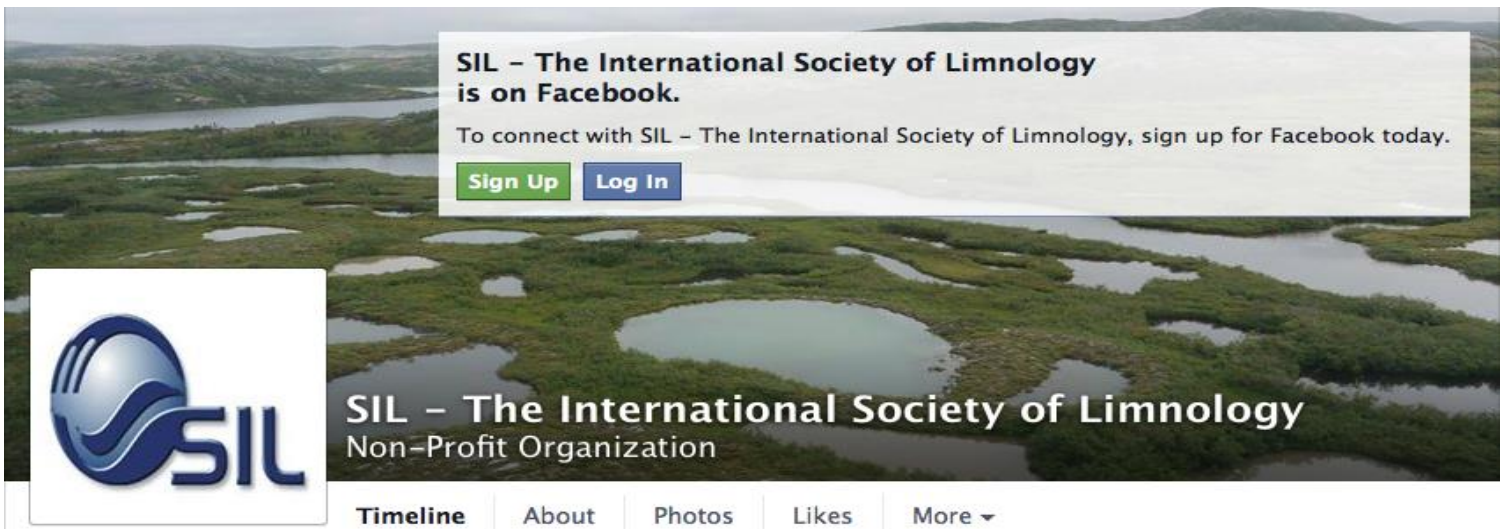 SIL – The International Society of Limnology
is on Facebook.
To connect with SIL – The International Society of Limnology, sign up for Facebook today.
Sign Up Log In
SIL
SIL – The International Society of Limnology
Non-Profit Organization
Timeline About Photos Likes More